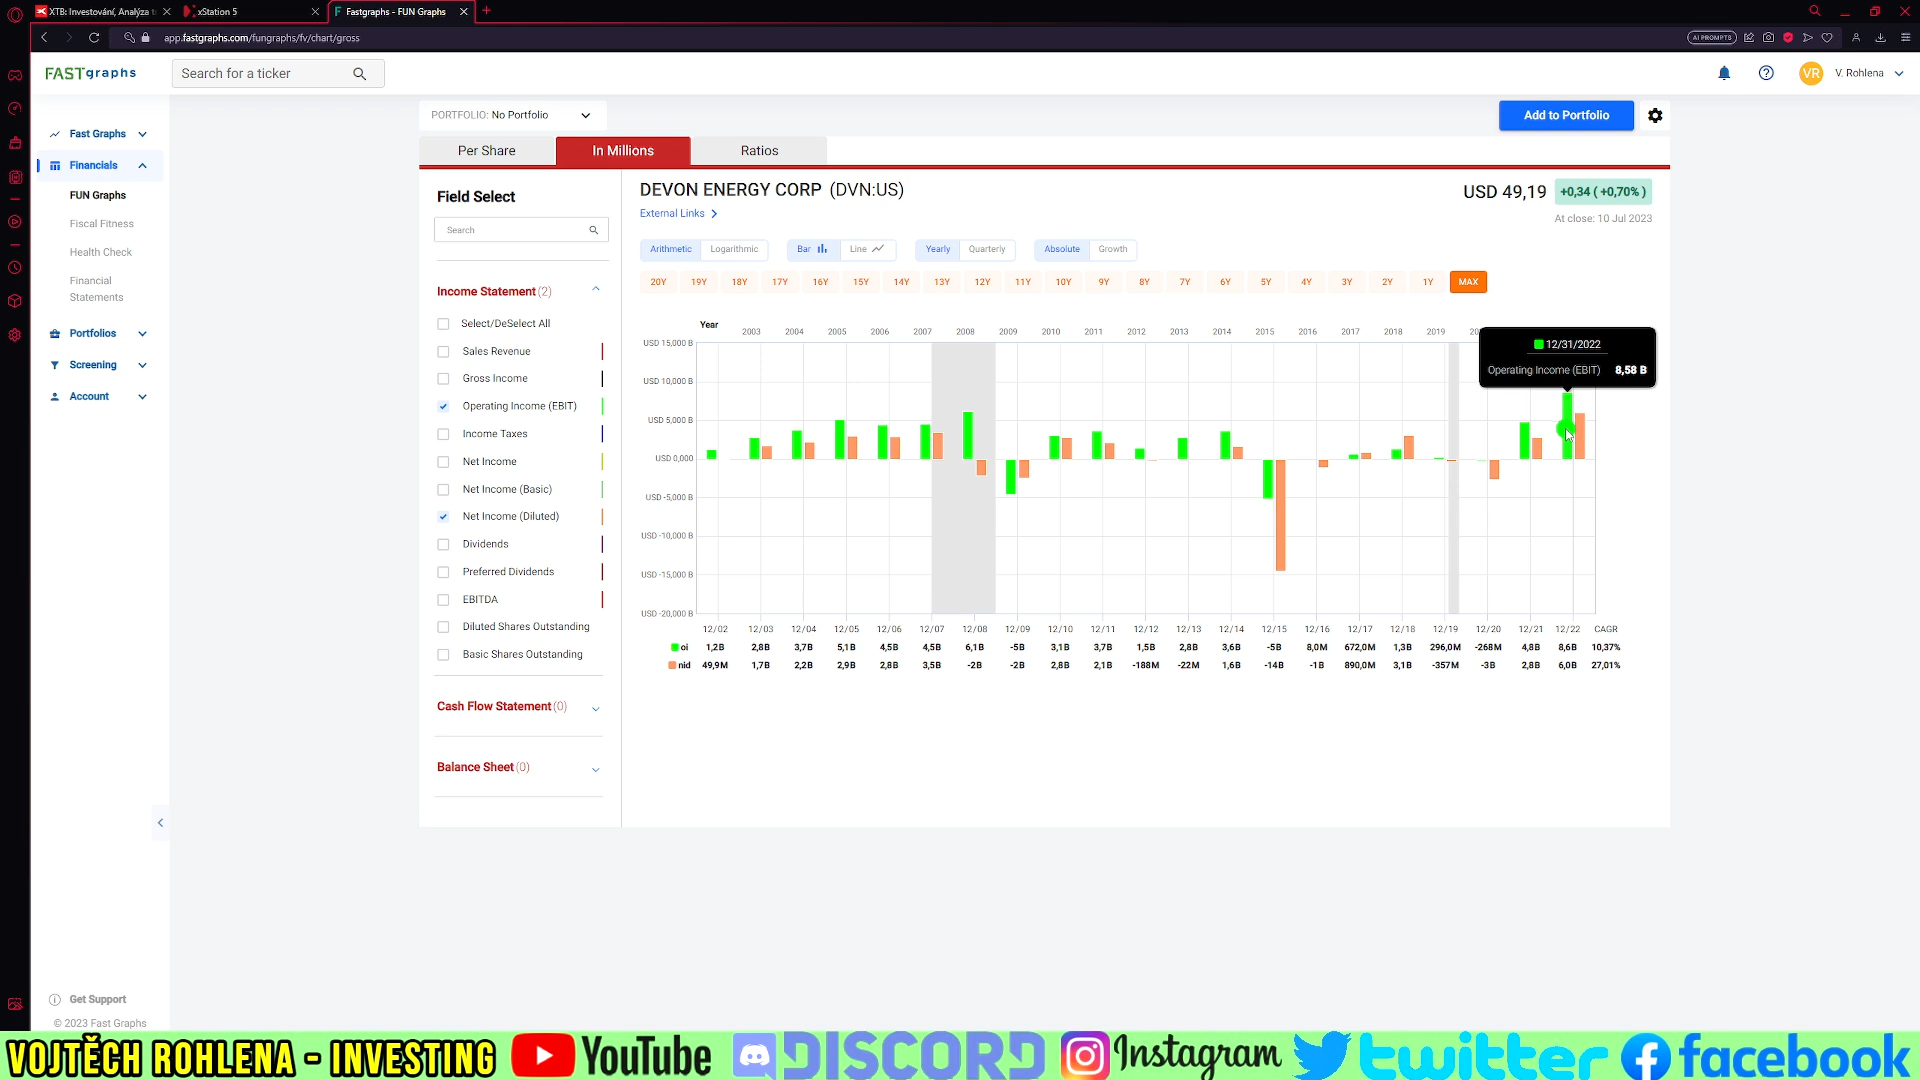 XTB: Investování, Analýza t
xStation 5
Fastgraphs - FUN Graphs
app.fastgraphs.com/fungraphs/fv/chart/gross
AI PROMPTS
FAST graphs
Search for a ticker
VR
V. Rohlena
Fast Graphs
Financials
FUN Graphs
Fiscal Fitness
Health Check
Financial
Statements
Portfolios
Screening
Account
Get Support
© 2023 Fast Graphs
PORTFOLIO: No Portfolio
Add to Portfolio
Per Share
In Millions
Ratios
Field Select
Search
Income Statement (2)
Select/DeSelect All
Sales Revenue
Gross Income
Operating Income (EBIT)
Income Taxes
Net Income
Net Income (Basic)
Net Income (Diluted)
Dividends
Preferred Dividends
EBITDA
Diluted Shares Outstanding
Basic Shares Outstanding
Cash Flow Statement (0)
Balance Sheet (0)
DEVON ENERGY CORP (DVN:US)
External Links
USD 49,19 +0,34 ( +0,70% )
At close: 10 Jul 2023
Arithmetic Logarithmic Bar Line Yearly Quarterly Absolute Growth
20Y 19Y 18Y 17Y 16Y 15Y 14Y 13Y 12Y 11Y 10Y 9Y 8Y 7Y 6Y 5Y 4Y 3Y 2Y 1Y MAX
Year 2003 2004 2005 2006 2007 2008 2009 2010 2011 2012 2013 2014 2015 2016 2017 2018 2019
12/31/2022
Operating Income (EBIT) 8,58 B
USD 15,000 B
USD 10,000 B
USD 5,000 B
USD 0,000
USD -5,000 B
USD -10,000 B
USD -15,000 B
USD -20,000 B
12/02 12/03 12/04 12/05 12/06 12/07 12/08 12/09 12/10 12/11 12/12 12/13 12/14 12/15 12/16 12/17 12/18 12/19 12/20 12/21 12/22 CAGR
oi 1,2B 2,8B 3,7B 5,1B 4,5B 4,5B 6,1B -5B 3,1B 3,7B 1,5B 2,8B 3,6B -5B 8,0M 672,0M 1,3B 296,0M -268M 4,8B 8,6B 10,37%
nid 49,9M 1,7B 2,2B 2,9B 2,8B 3,5B -2B -2B 2,8B 2,1B -188M -22M 1,6B -14B -1B 890,0M 3,1B -357M -3B 2,8B 6,0B 27,01%
VOJTĚCH ROHLENA - INVESTING YouTube DISCORD Instagram twitter facebook